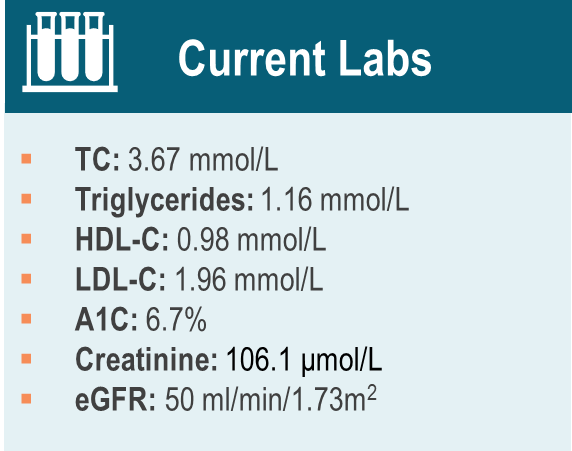 Current Labs
▪ TC: 3.67 mmol/L
▪ Triglycerides: 1.16 mmol/L
▪ HDL-C: 0.98 mmol/L
▪ LDL-C: 1.96 mmol/L
▪ A1C: 6.7%
▪ Creatinine: 106.1 µmol/L
▪ eGFR: 50 ml/min/1.73m²